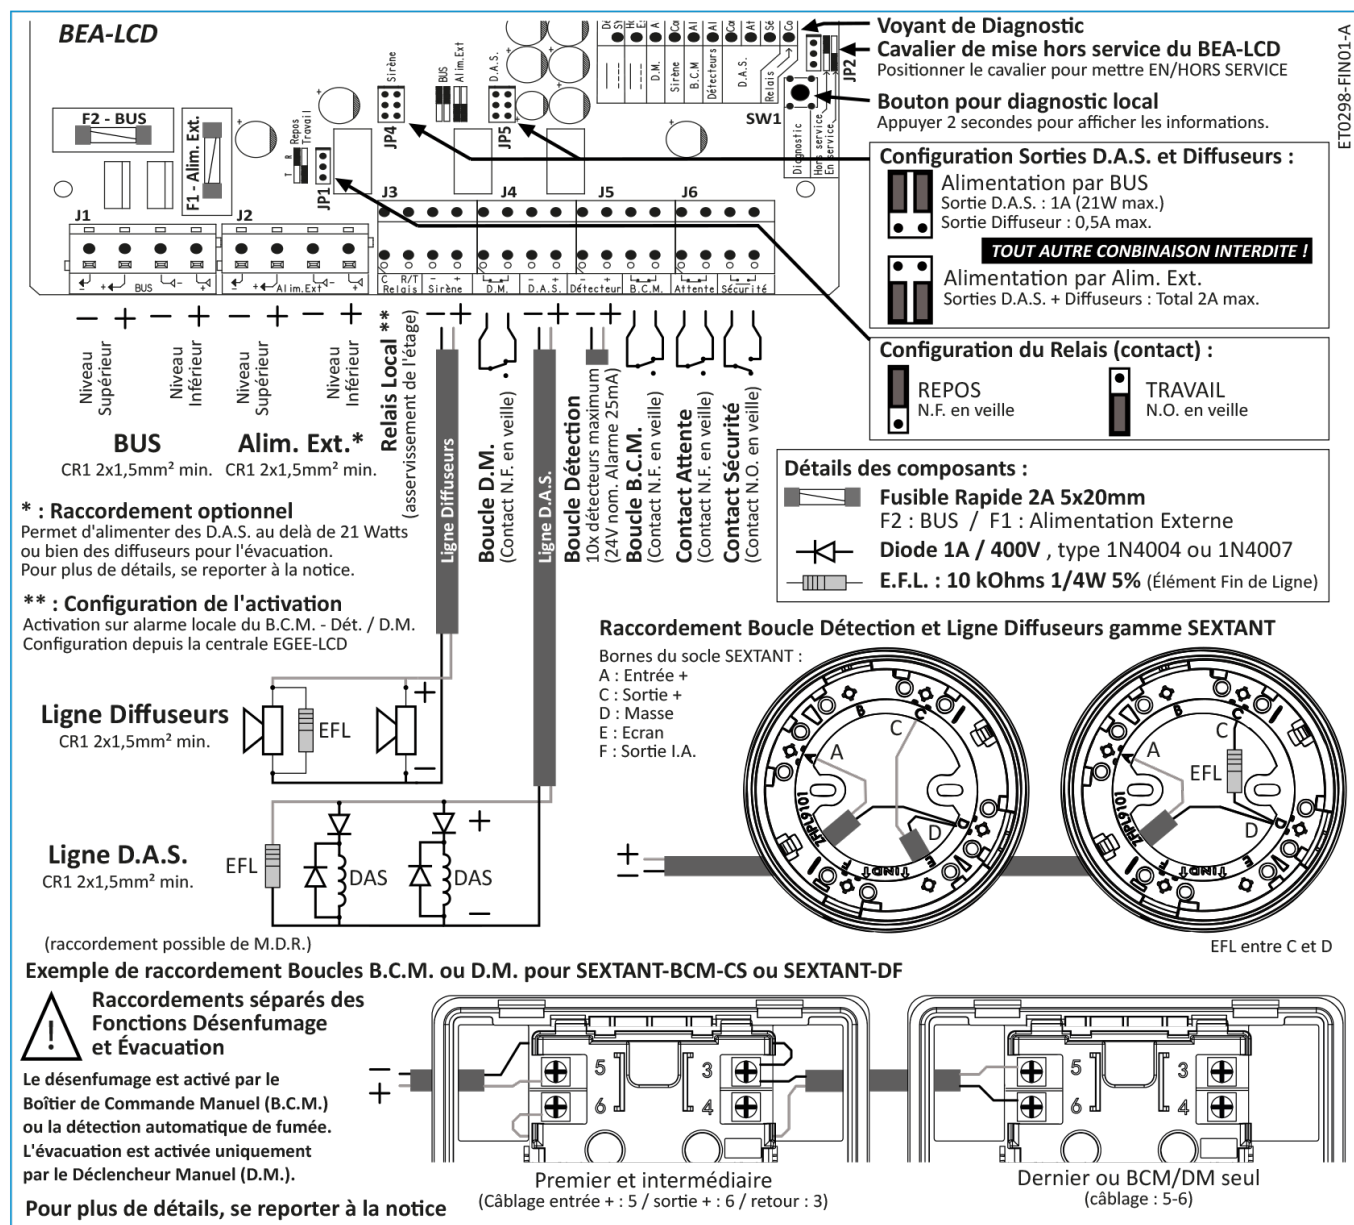 BEA-LCD
F2 - BUS
F1 - Alim. Ext.
T R
Repos
Travail
JP1
JP4
Sirène
BUS
Alim.Ext
D.A.S.
JP5
D.M.
Sirène
B.C.M
Détecteurs
D.A.S.
Relais
SW1
JP2
Diagnostic
Hors service
En service
J1
J2
J3
J4
J5
J6
BUS
Alim.Ext
C R/T - + - + - +
Relais Sirène D.M. D.A.S. Détecteur B.C.M. Attente Sécurité
Voyant de Diagnostic
Cavalier de mise hors service du BEA-LCD
Positionner le cavalier pour mettre EN/HORS SERVICE
Bouton pour diagnostic local
Appuyer 2 secondes pour afficher les informations.
ET0298-FIN01-A
Configuration Sorties D.A.S. et Diffuseurs :
Alimentation par BUS
Sortie D.A.S. : 1A (21W max.)
Sortie Diffuseur : 0,5A max.
TOUT AUTRE CONBINAISON INTERDITE !
Alimentation par Alim. Ext.
Sorties D.A.S. + Diffuseurs : Total 2A max.
Configuration du Relais (contact) :
REPOS
N.F. en veille
TRAVAIL
N.O. en veille
− + − + − + − + − + − + − +
Niveau
Supérieur
Niveau
Inférieur
Niveau
Supérieur
Niveau
Inférieur
BUS
CR1 2x1,5mm² min.
Alim. Ext.*
CR1 2x1,5mm² min.
Relais Local **
(asservissement de l'étage)
Ligne Diffuseurs
Boucle D.M.
(Contact N.F. en veille)
Ligne D.A.S.
Boucle Détection
10x détecteurs maximum
(24V nom. Alarme 25mA)
Boucle B.C.M.
(Contact N.F. en veille)
Contact Attente
(Contact N.F. en veille)
Contact Sécurité
(Contact N.O. en veille)
Détails des composants :
Fusible Rapide 2A 5x20mm
F2 : BUS / F1 : Alimentation Externe
Diode 1A / 400V , type 1N4004 ou 1N4007
E.F.L. : 10 kOhms 1/4W 5% (Élément Fin de Ligne)
* : Raccordement optionnel
Permet d'alimenter des D.A.S. au delà de 21 Watts
ou bien des diffuseurs pour l'évacuation.
Pour plus de détails, se reporter à la notice.
** : Configuration de l'activation
Activation sur alarme locale du B.C.M. - Dét. / D.M.
Configuration depuis la centrale EGEE-LCD
Ligne Diffuseurs
CR1 2x1,5mm² min.
EFL
+
−
Ligne D.A.S.
CR1 2x1,5mm² min.
EFL
DAS
DAS
+
−
(raccordement possible de M.D.R.)
Raccordement Boucle Détection et Ligne Diffuseurs gamme SEXTANT
Bornes du socle SEXTANT :
A : Entrée +
C : Sortie +
D : Masse
E : Ecran
F : Sortie I.A.
+
−
A
B
C
C
A
D
D
E
F
A
B
C
C
A
EFL
D
D
E
F
EFL entre C et D
Exemple de raccordement Boucles B.C.M. ou D.M. pour SEXTANT-BCM-CS ou SEXTANT-DF
!
Raccordements séparés des
Fonctions Désenfumage
et Évacuation
Le désenfumage est activé par le
Boîtier de Commande Manuel (B.C.M.)
ou la détection automatique de fumée.
L'évacuation est activée uniquement
par le Déclencheur Manuel (D.M.).
Pour plus de détails, se reporter à la notice
−
+
5 3
6 4
Premier et intermédiaire
(Câblage entrée + : 5 / sortie + : 6 / retour : 3)
5 3
6 4
Dernier ou BCM/DM seul
(câblage : 5-6)